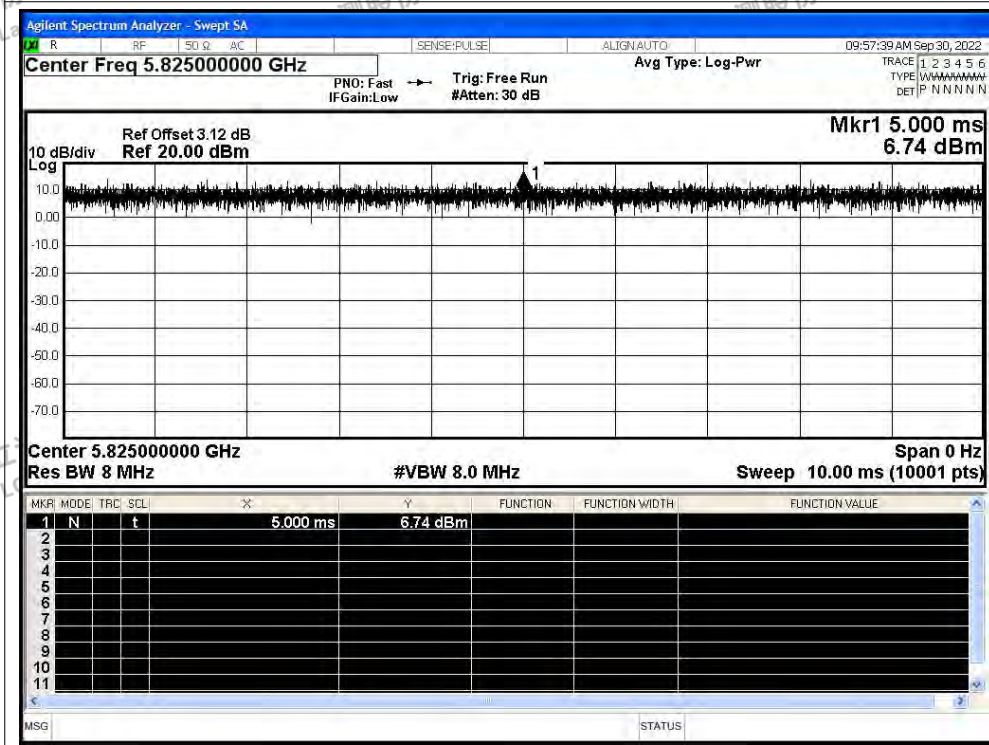 Agilent Spectrum Analyzer - Swept SA
R RF 50 Ω AC SENSE:PULSE ALIGN AUTO 09:57:39 AM Sep 30, 2022
Center Freq 5.825000000 GHz Avg Type: Log-Pwr TRACE 1 2 3 4 5 6
PNO: Fast Trig: Free Run TYPE
IFGain:Low #Atten: 30 dB DET P N N N N N
Mkr1 5.000 ms
Ref Offset 3.12 dB
10 dB/div Ref 20.00 dBm 6.74 dBm
Log
1
10.0
0.00
-10.0
-20.0
-30.0
-40.0
-50.0
-60.0
-70.0
Center 5.825000000 GHz Span 0 Hz
Res BW 8 MHz #VBW 8.0 MHz Sweep 10.00 ms (10001 pts)
MKR MODE TRC SCL X Y FUNCTION FUNCTION WIDTH FUNCTION VALUE
1 N t 5.000 ms 6.74 dBm
2
3
4
5
6
7
8
9
10
11
MSG STATUS